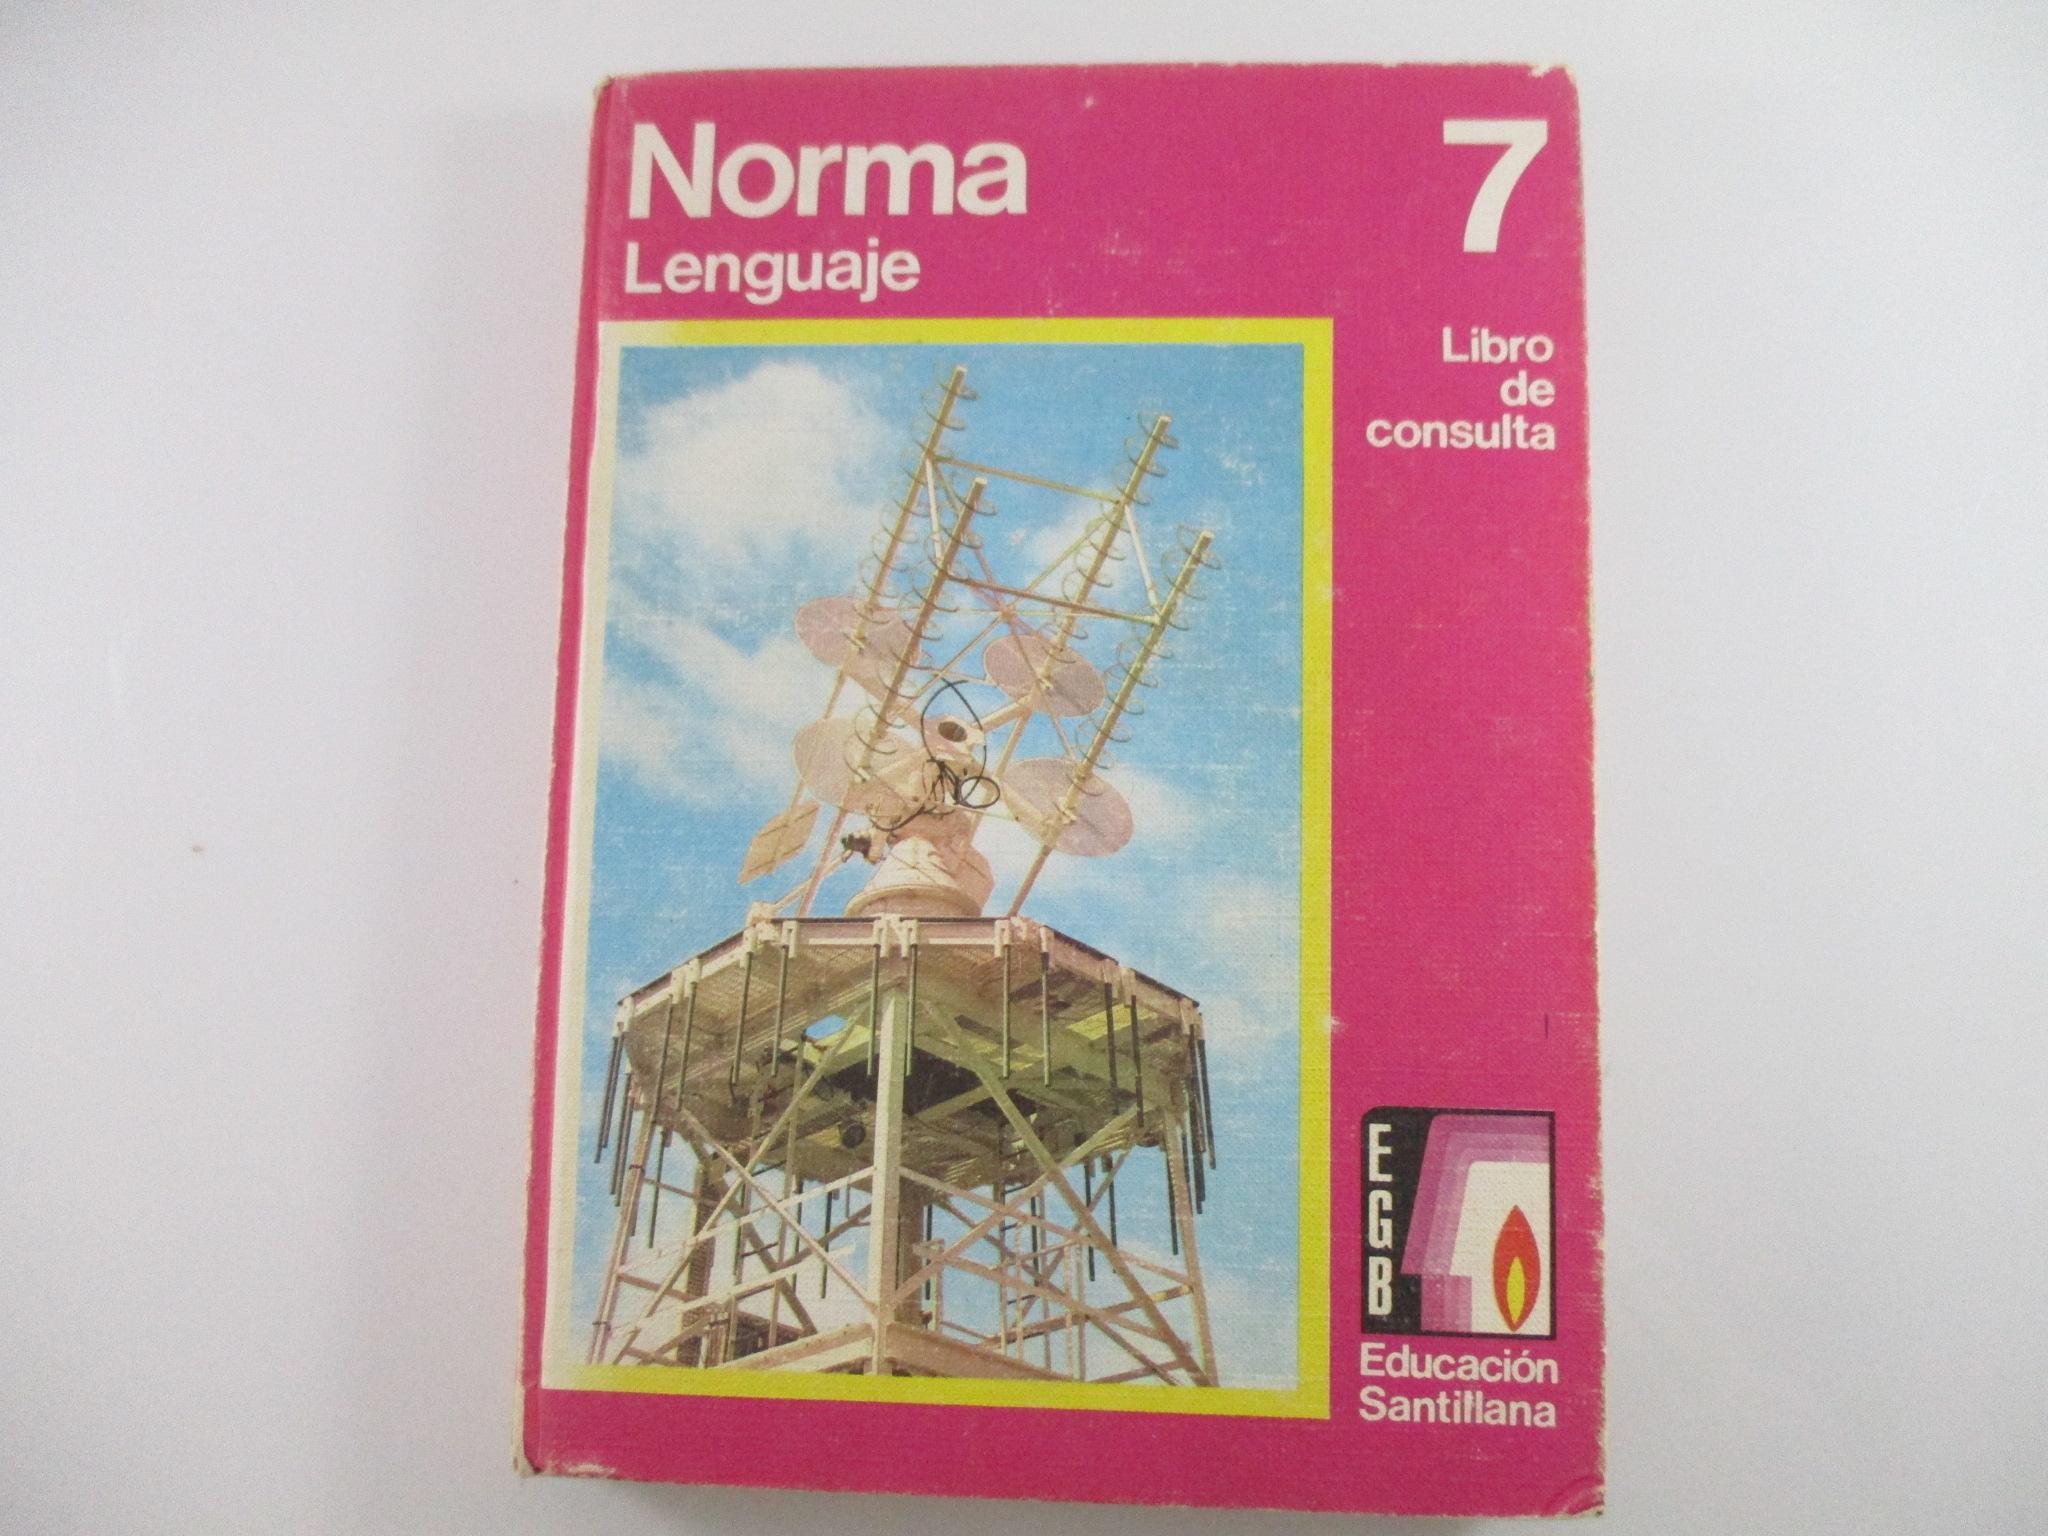 Norma
Lenguaje
7
Libro
de
consulta
EGB
Educación
Santillana